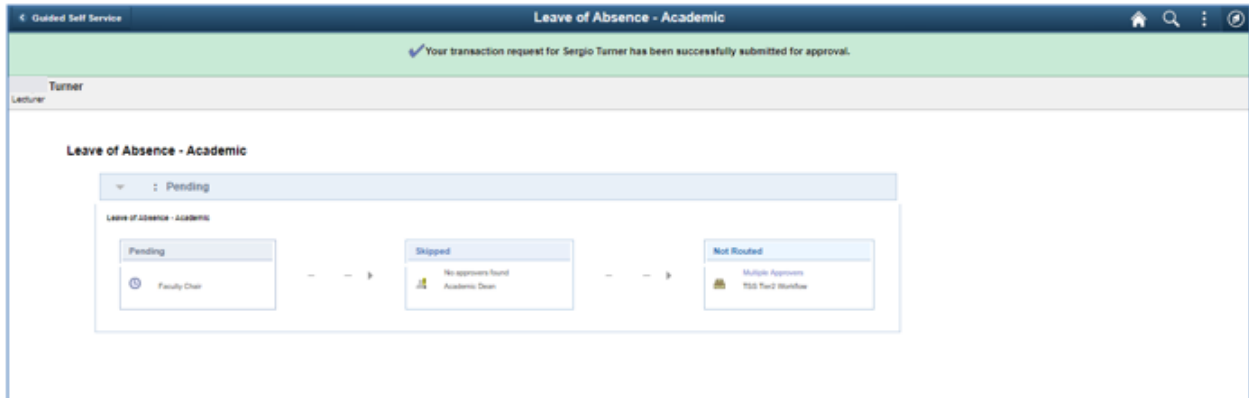 Guided Self Service
Leave of Absence - Academic
Your transaction request for Sergio Turner has been successfully submitted for approval.
Turner
Lecturer
Leave of Absence - Academic
: Pending
Leave of Absence - Academic
Pending
Faculty Chair
Skipped
No approvers found
Academic Dean
Not Routed
Multiple Approvers
TSS Tier2 Workflow